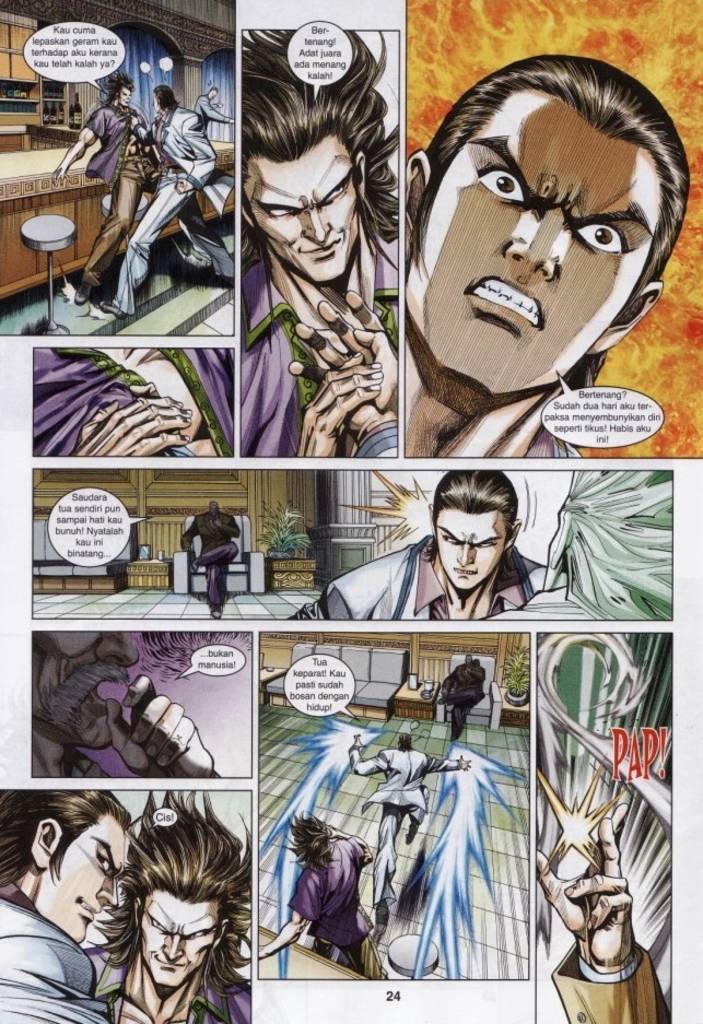 Kau cuma
lepaskan geram kau
terhadap aku kerana
kau telah kalah ya?
Ber-
tenang!
Adat juara
ada menang
kalah!
Bertenang?
Sudah dua hari aku ter-
paksa menyembunyikan diri
seperti tikus! Habis aku
ini!
Saudara
tua sendiri pun
sampai hati kau
bunuh! Nyatalah
kau ini
binatang...
...bukan
manusia!
Tua
keparat! Kau
pasti sudah
bosan dengan
hidup!
PAP!
Cis!
24